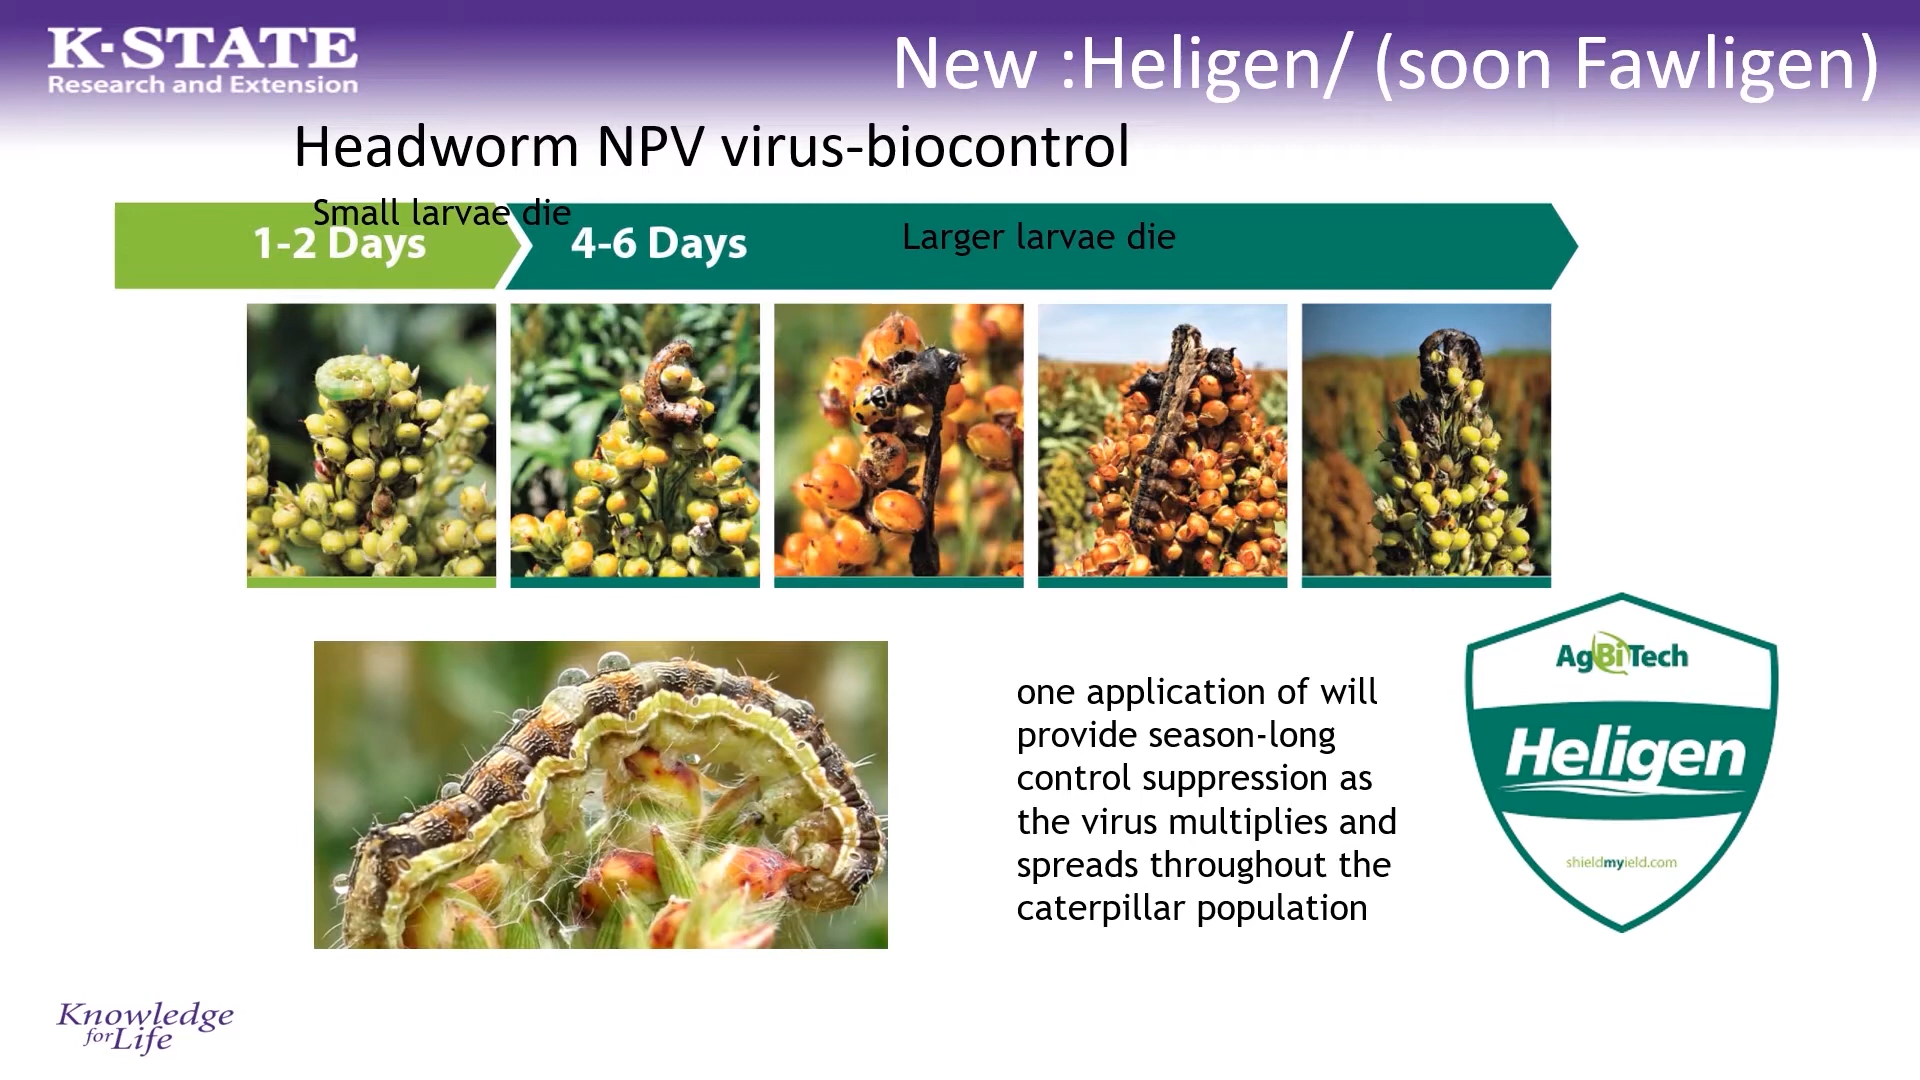 K-STATE
Research and Extension
New :Heligen/ (soon Fawligen)
Headworm NPV virus-biocontrol
Small larvae die
1-2 Days
4-6 Days
Larger larvae die
one application of will
provide season-long
control suppression as
the virus multiplies and
spreads throughout the
caterpillar population
AgBiTech
Heligen
shieldmyield.com
Knowledge
for Life